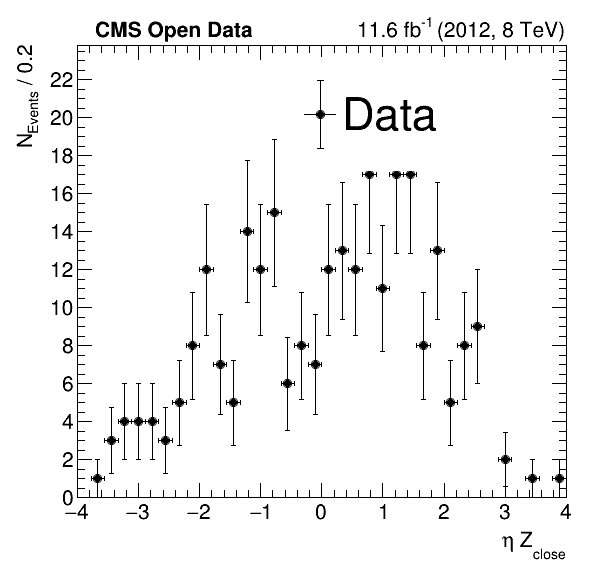 CMS Open Data 11.6 fb-1 (2012, 8 TeV)
NEvents / 0.2
22
20
18
16
14
12
10
8
6
4
2
0
Data
−4 −3 −2 −1 0 1 2 3 4
η Zclose